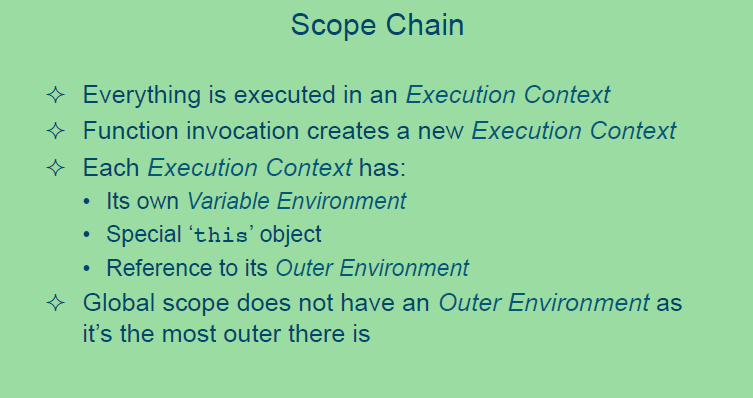 Scope Chain
✧ Everything is executed in an Execution Context
✧ Function invocation creates a new Execution Context
✧ Each Execution Context has:
• Its own Variable Environment
• Special ‘this’ object
• Reference to its Outer Environment
✧ Global scope does not have an Outer Environment as
it’s the most outer there is